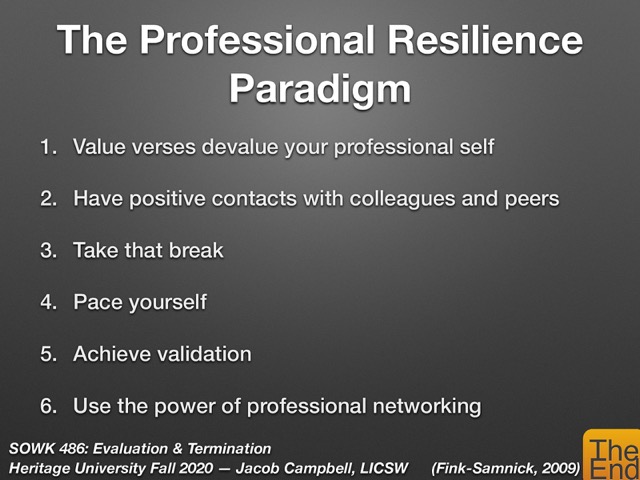 The Professional Resilience
Paradigm
1. Value verses devalue your professional self
2. Have positive contacts with colleagues and peers
3. Take that break
4. Pace yourself
5. Achieve validation
6. Use the power of professional networking
SOWK 486: Evaluation & Termination
Heritage University Fall 2020 — Jacob Campbell, LICSW (Fink-Samnick, 2009)
The
End